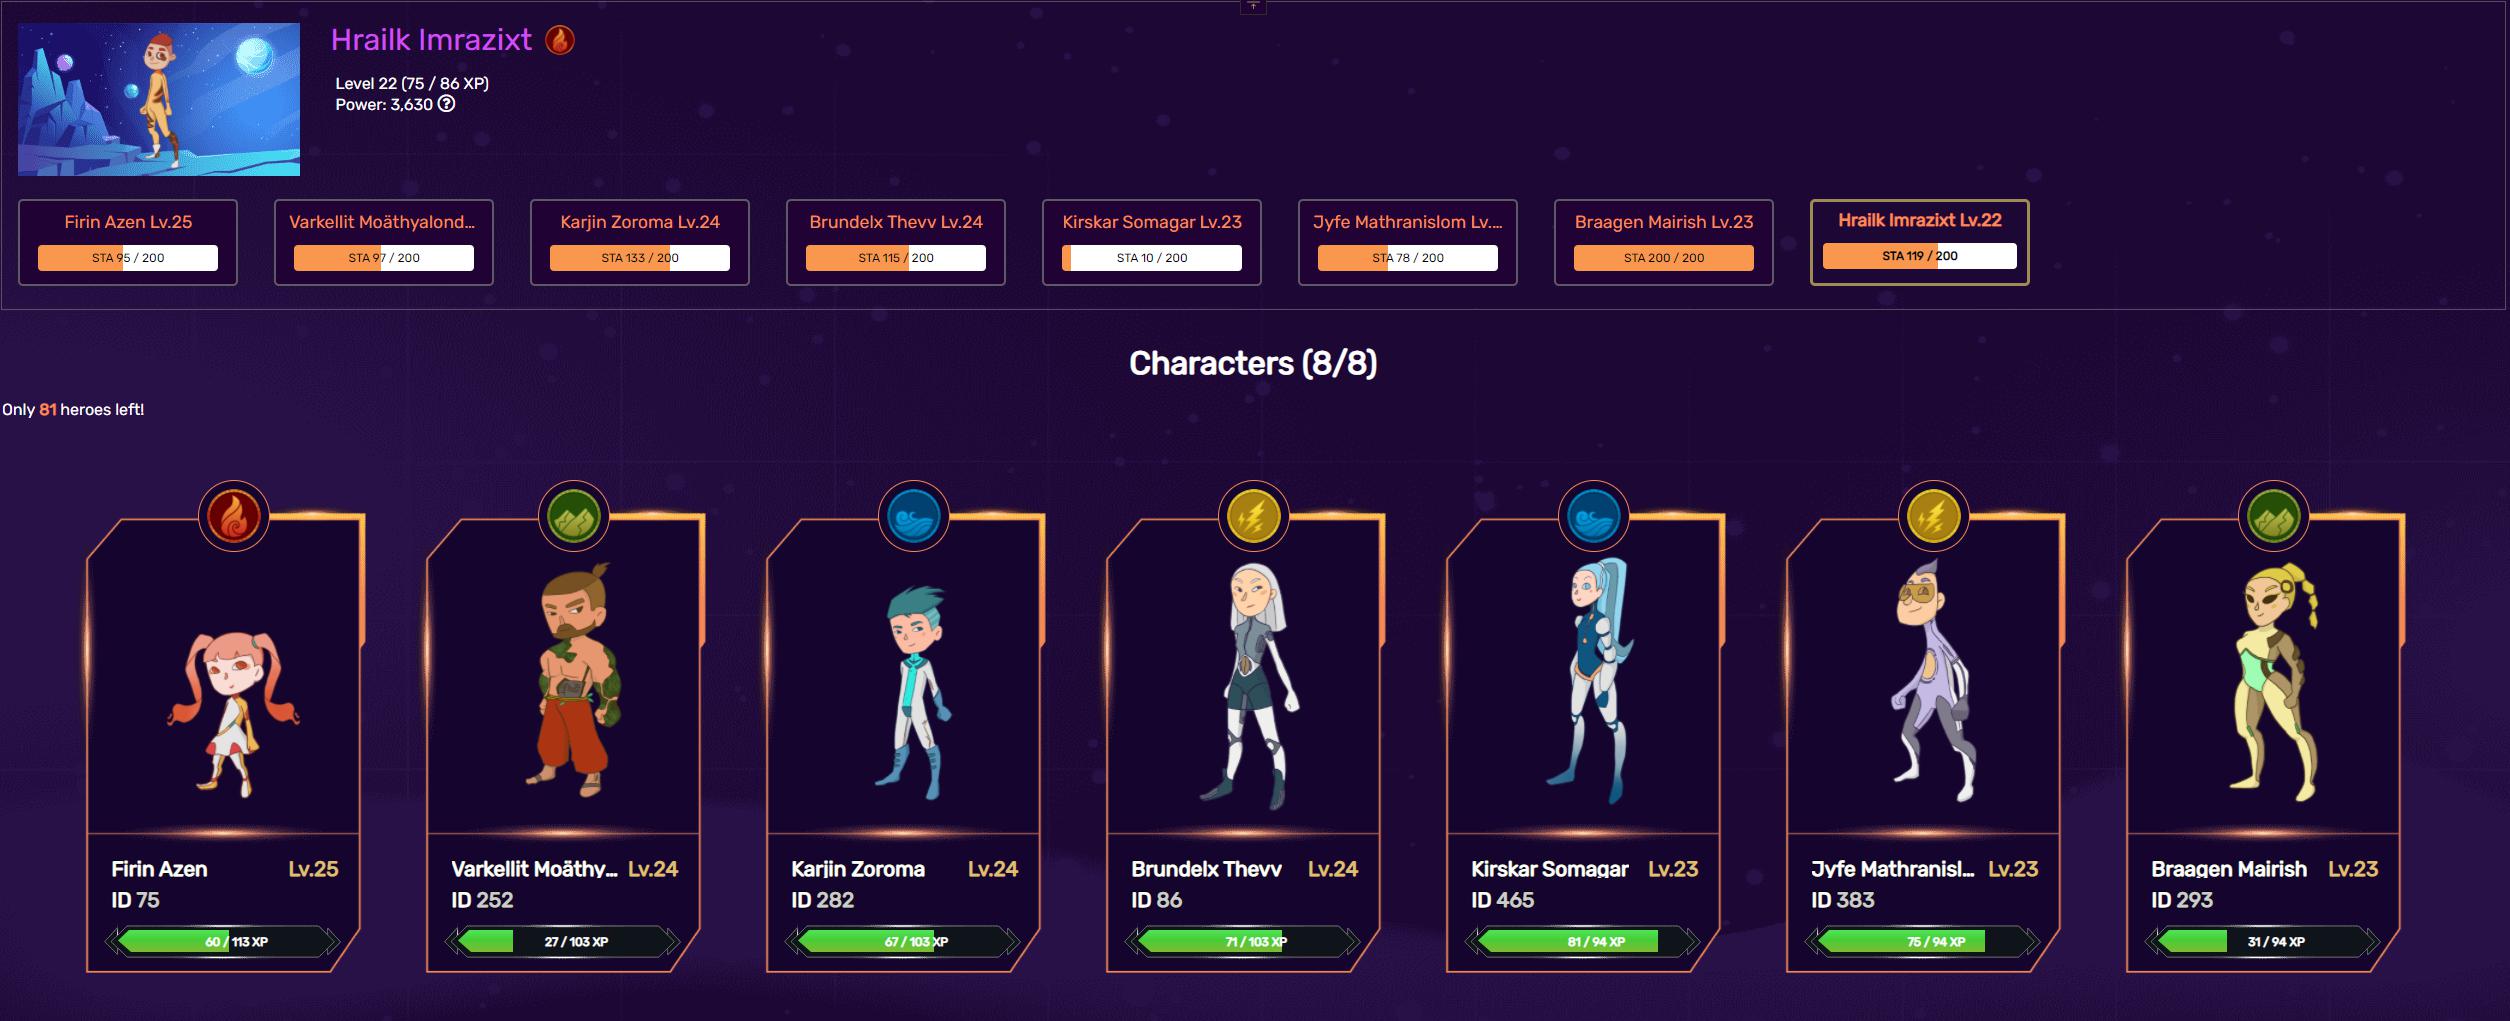 Hrailk Imrazixt
Level 22 (75 / 86 XP)
Power: 3,630 ?
Firin Azen Lv.25
STA 95 / 200
Varkellit Moäthyalond...
STA 97 / 200
Karjin Zoroma Lv.24
STA 133 / 200
Brundelx Thevv Lv.24
STA 115 / 200
Kirskar Somagar Lv.23
STA 10 / 200
Jyfe Mathranislom Lv....
STA 78 / 200
Braagen Mairish Lv.23
STA 200 / 200
Hrailk Imrazixt Lv.22
STA 119 / 200
Characters (8/8)
Only 81 heroes left!
Firin Azen Lv.25
ID 75
60 / 113 XP
Varkellit Moäthy... Lv.24
ID 252
27 / 103 XP
Karjin Zoroma Lv.24
ID 282
67 / 103 XP
Brundelx Thevv Lv.24
ID 86
71 / 103 XP
Kirskar Somagar Lv.23
ID 465
81 / 94 XP
Jyfe Mathranisl... Lv.23
ID 383
75 / 94 XP
Braagen Mairish Lv.23
ID 293
31 / 94 XP